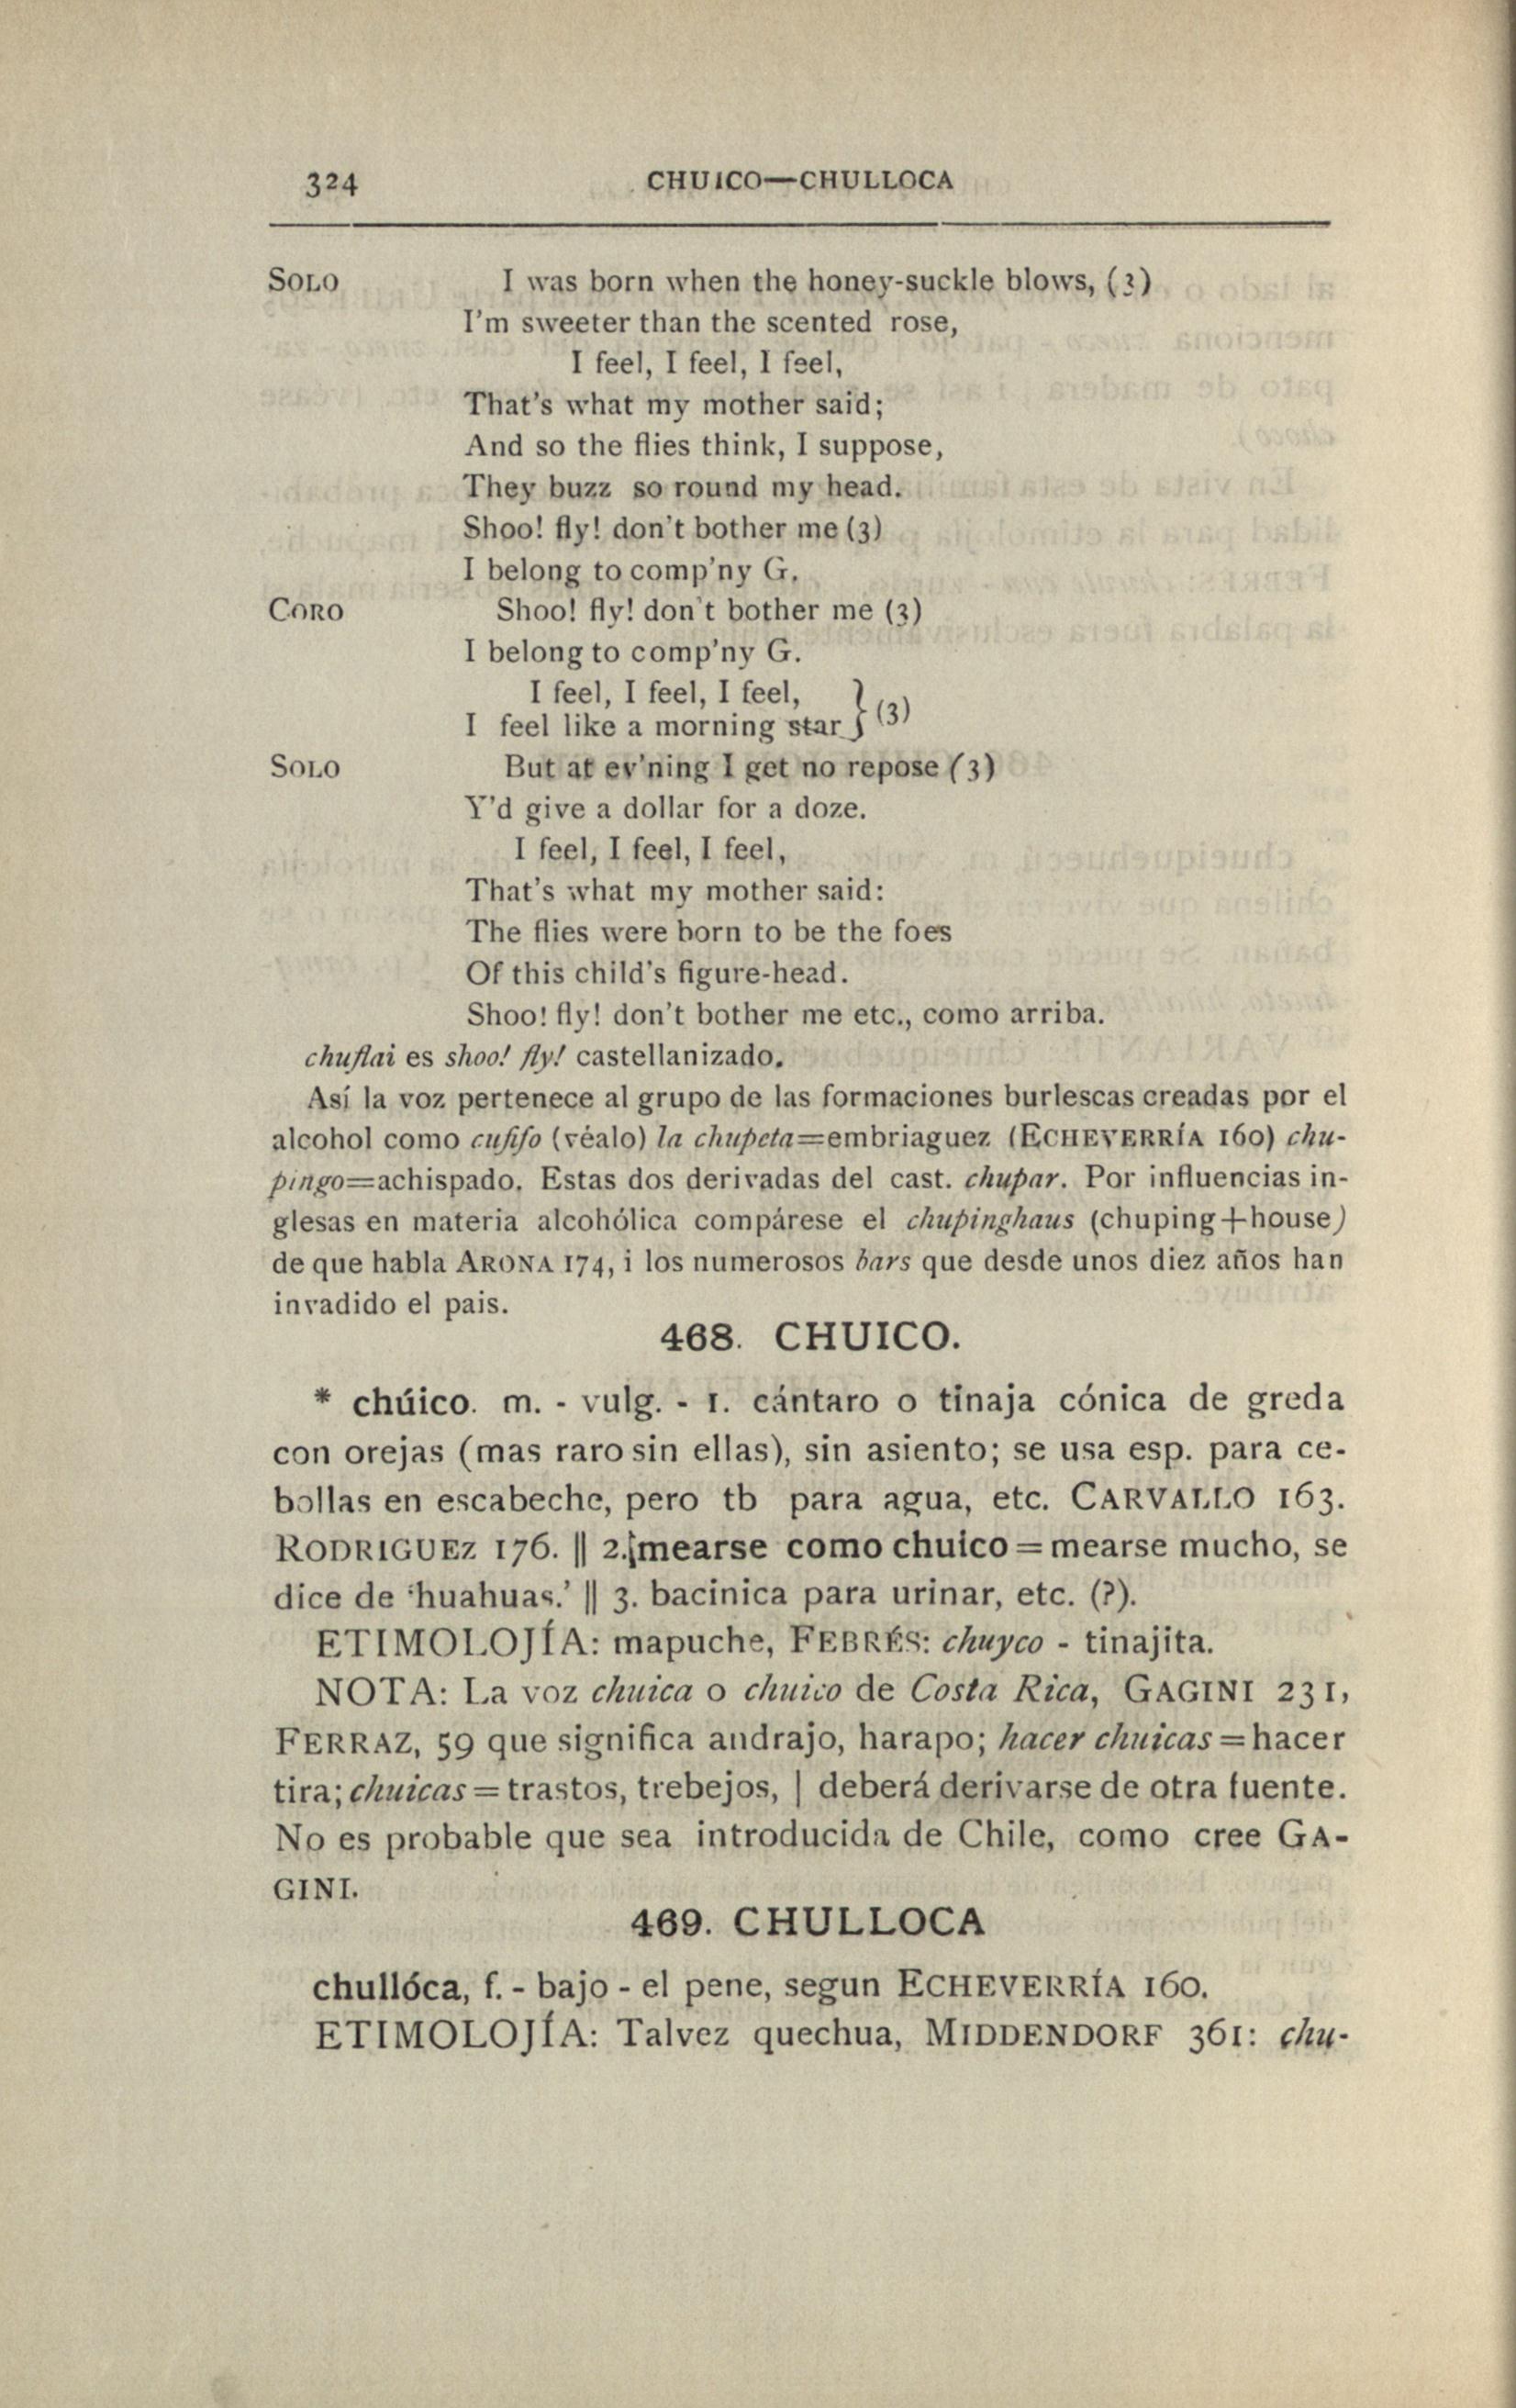 324 CHUICO—CHULLOCA
SOLO I was born when the honey-suckle blows, (3)
I'm sweeter than the scented rose,
I feel, I feel, I feel,
That's what my mother said;
And so the flies think, I suppose,
They buzz so round my head.
Shoo! fly! don't bother me (3)
I belong to comp'ny G.
CORO Shoo! fly! don't bother me (3)
I belong to comp'ny G.
I feel, I feel, I feel,
I feel like a morning star } (3)
SOLO But at ev'ning I get no repose (3)
Y'd give a dollar for a doze.
I feel, I feel, I feel,
That's what my mother said:
The flies were born to be the foes
Of this child's figure-head.
Shoo! fly! don't bother me etc., como arriba.
chuflai es shoo! fly! castellanizado.
Así la voz pertenece al grupo de las formaciones burlescas creadas por el
alcohol como cufifo (véalo) la chupeta=embriaguez (ECHEVERRÍA 160) chu-
pingo=achispado. Estas dos derivadas del cast. chupar. Por influencias in-
glesas en materia alcohólica compárese el chupinghaus (chuping+house)
de que habla ARONA 174, i los numerosos bars que desde unos diez años han
invadido el pais.
468. CHUICO.
* chúico. m. - vulg. - 1. cántaro o tinaja cónica de greda
con orejas (mas raro sin ellas), sin asiento; se usa esp. para ce-
bollas en escabeche, pero tb para agua, etc. CARVALLO 163.
RODRIGUEZ 176. || 2. mearse como chuico = mearse mucho, se
dice de 'huahuas.' || 3. bacinica para urinar, etc. (?).
ETIMOLOJÍA: mapuche, FEBRÉS: chuyco - tinajita.
NOTA: La voz chuica o chuico de Costa Rica, GAGINI 231,
FERRAZ, 59 que significa andrajo, harapo; hacer chuicas = hacer
tira; chuicas = trastos, trebejos, | deberá derivarse de otra fuente.
No es probable que sea introducida de Chile, como cree GA-
GINI.
469. CHULLOCA
chullóca, f. - bajo - el pene, segun ECHEVERRÍA 160.
ETIMOLOJÍA: Talvez quechua, MIDDENDORF 361: chu-